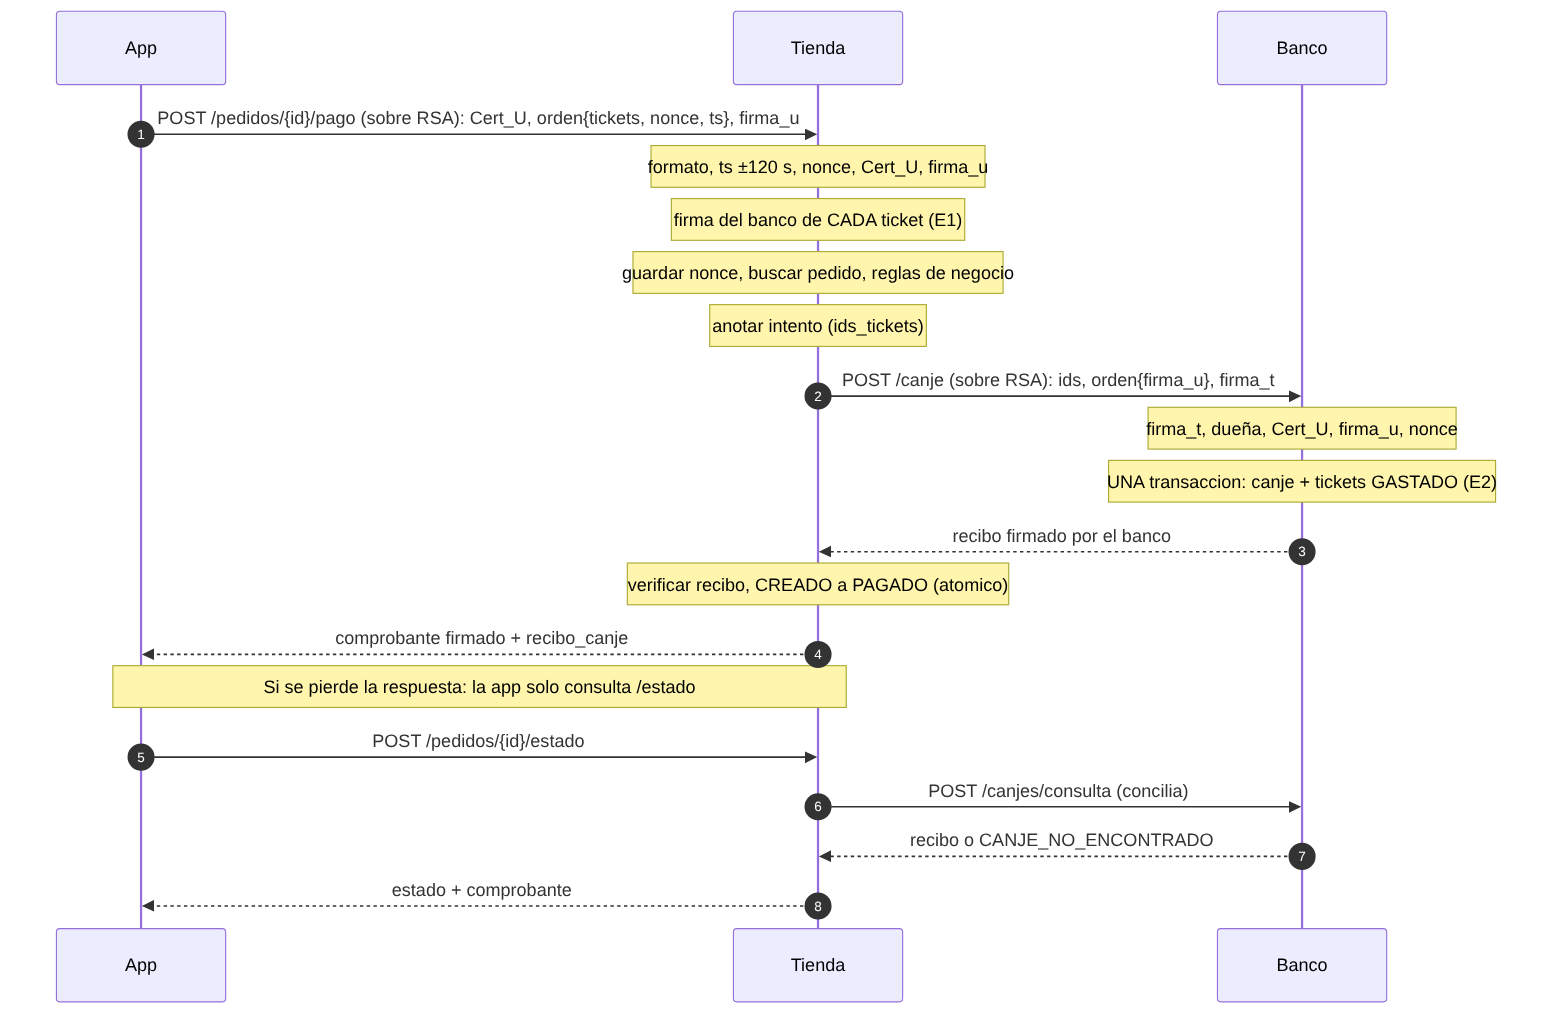 App
Tienda
Banco
POST /pedidos/{id}/pago (sobre RSA): Cert_U, orden{tickets, nonce, ts}, firma_u
1
formato, ts ±120 s, nonce, Cert_U, firma_u
firma del banco de CADA ticket (E1)
guardar nonce, buscar pedido, reglas de negocio
anotar intento (ids_tickets)
POST /canje (sobre RSA): ids, orden{firma_u}, firma_t
2
firma_t, dueña, Cert_U, firma_u, nonce
UNA transaccion: canje + tickets GASTADO (E2)
recibo firmado por el banco
3
verificar recibo, CREADO a PAGADO (atomico)
comprobante firmado + recibo_canje
4
Si se pierde la respuesta: la app solo consulta /estado
POST /pedidos/{id}/estado
5
POST /canjes/consulta (concilia)
6
recibo o CANJE_NO_ENCONTRADO
7
estado + comprobante
8
App
Tienda
Banco